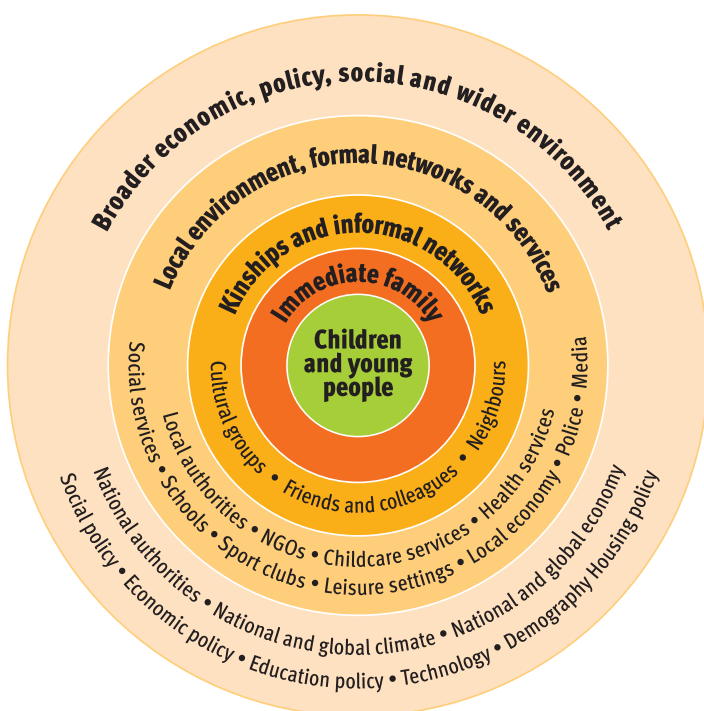 Broader economic, policy, social and wider environment
Local environment, formal networks and services
Kinships and informal networks
Immediate family
Children
and young
people
Cultural groups • Friends and colleagues • Neighbours
Local authorities • NGOs • Childcare services • Health services
Social services • Schools • Sport clubs • Leisure settings • Local economy • Police • Media
National authorities • National and global climate • National and global economy
Social policy • Economic policy • Education policy • Technology • Demography Housing policy